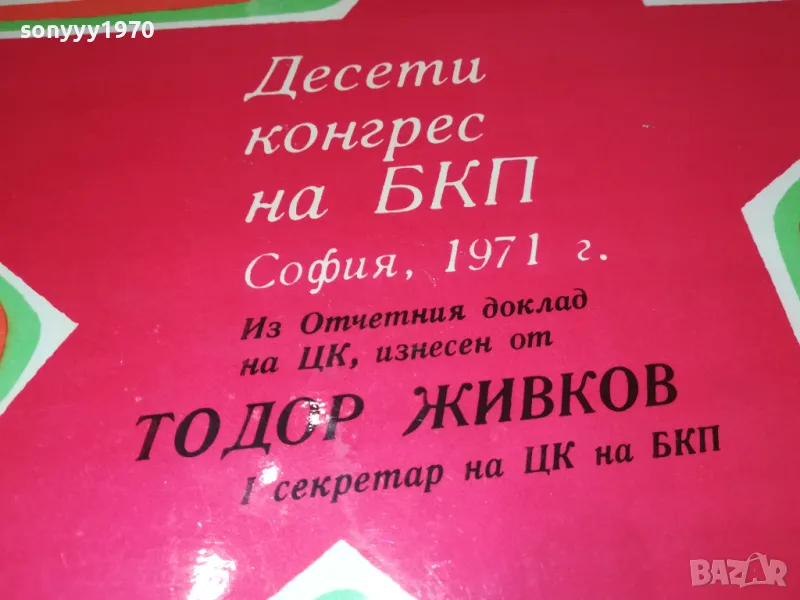 sonyyy1970
Десети
конгрес
на БКП
София, 1971 г.
Из Отчетния доклад
на ЦК, изнесен от
ТОДОР ЖИВКОВ
I секретар на ЦК на БКП
BAZAR